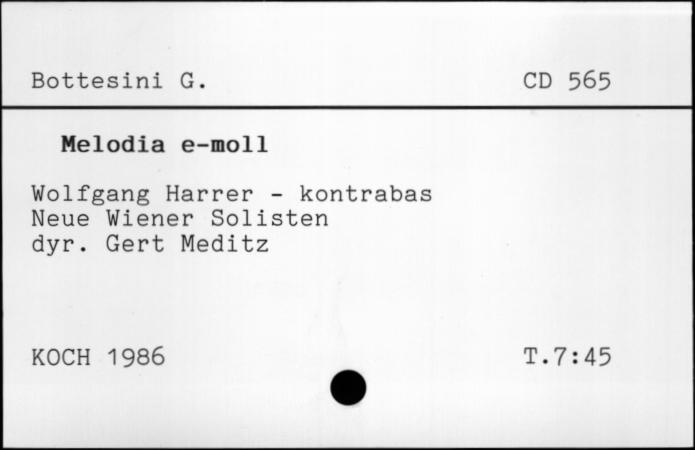 Bottesini G. CD 565
Melodia e-moll
Wolfgang Harrer - kontrabas
Neue Wiener Solisten
dyr. Gert Meditz
KOCH 1986 T.7:45